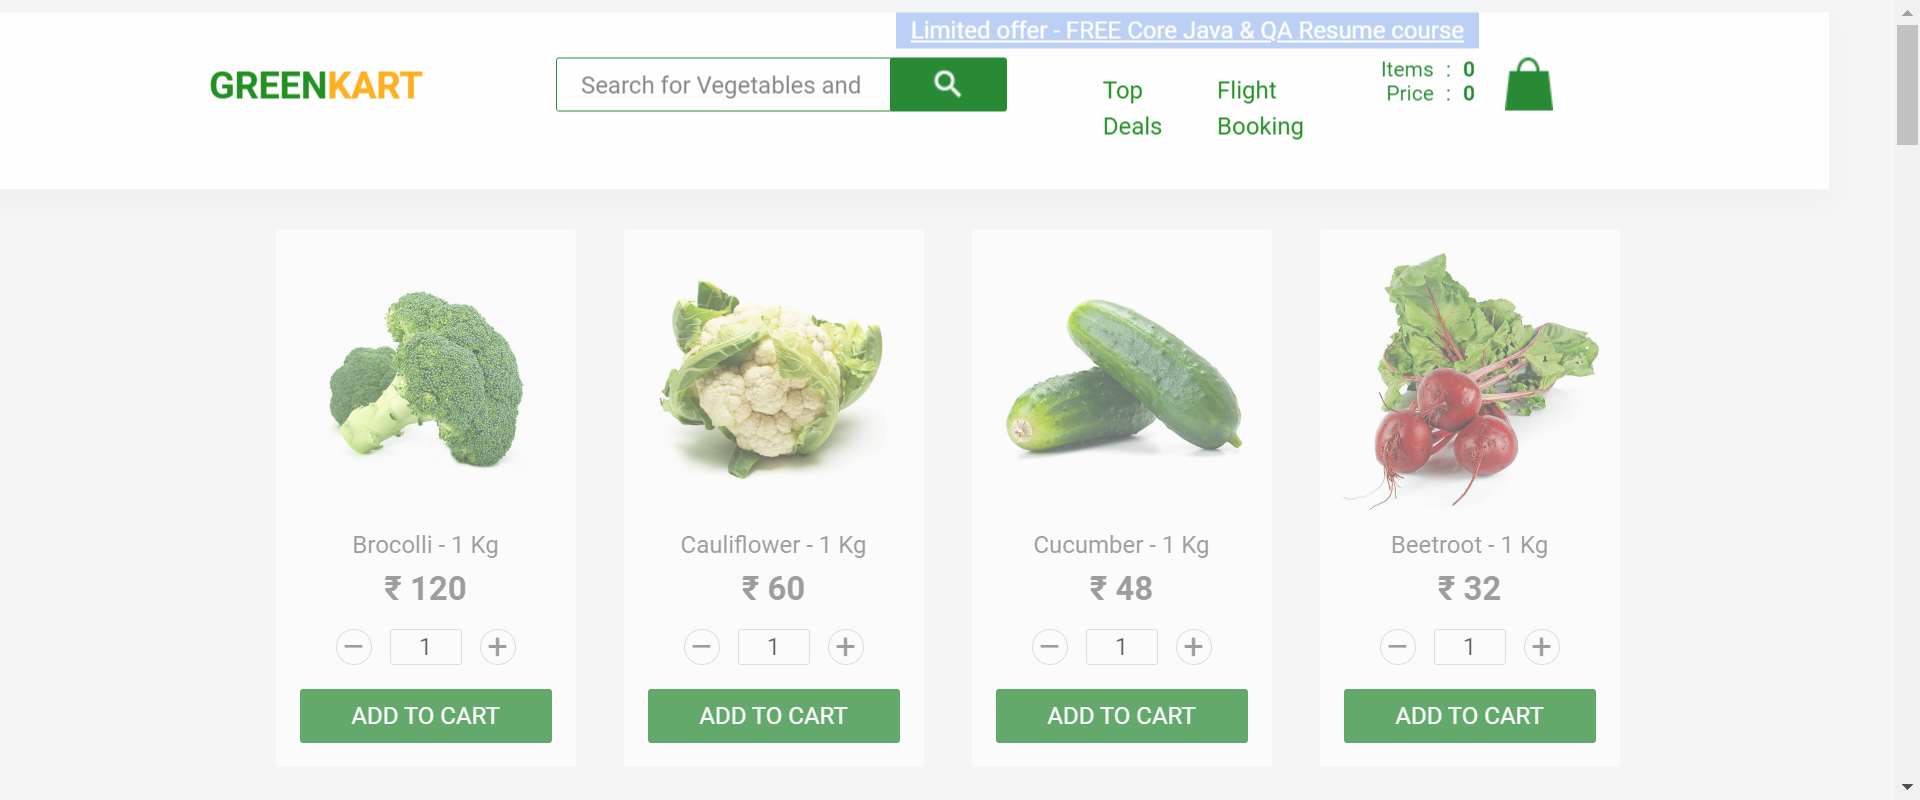 Limited offer - FREE Core Java & QA Resume course
GREENKART
Search for Vegetables and
Top Deals
Flight Booking
Items : 0
Price : 0
Brocolli - 1 Kg
₹ 120
− 1 +
ADD TO CART
Cauliflower - 1 Kg
₹ 60
− 1 +
ADD TO CART
Cucumber - 1 Kg
₹ 48
− 1 +
ADD TO CART
Beetroot - 1 Kg
₹ 32
− 1 +
ADD TO CART